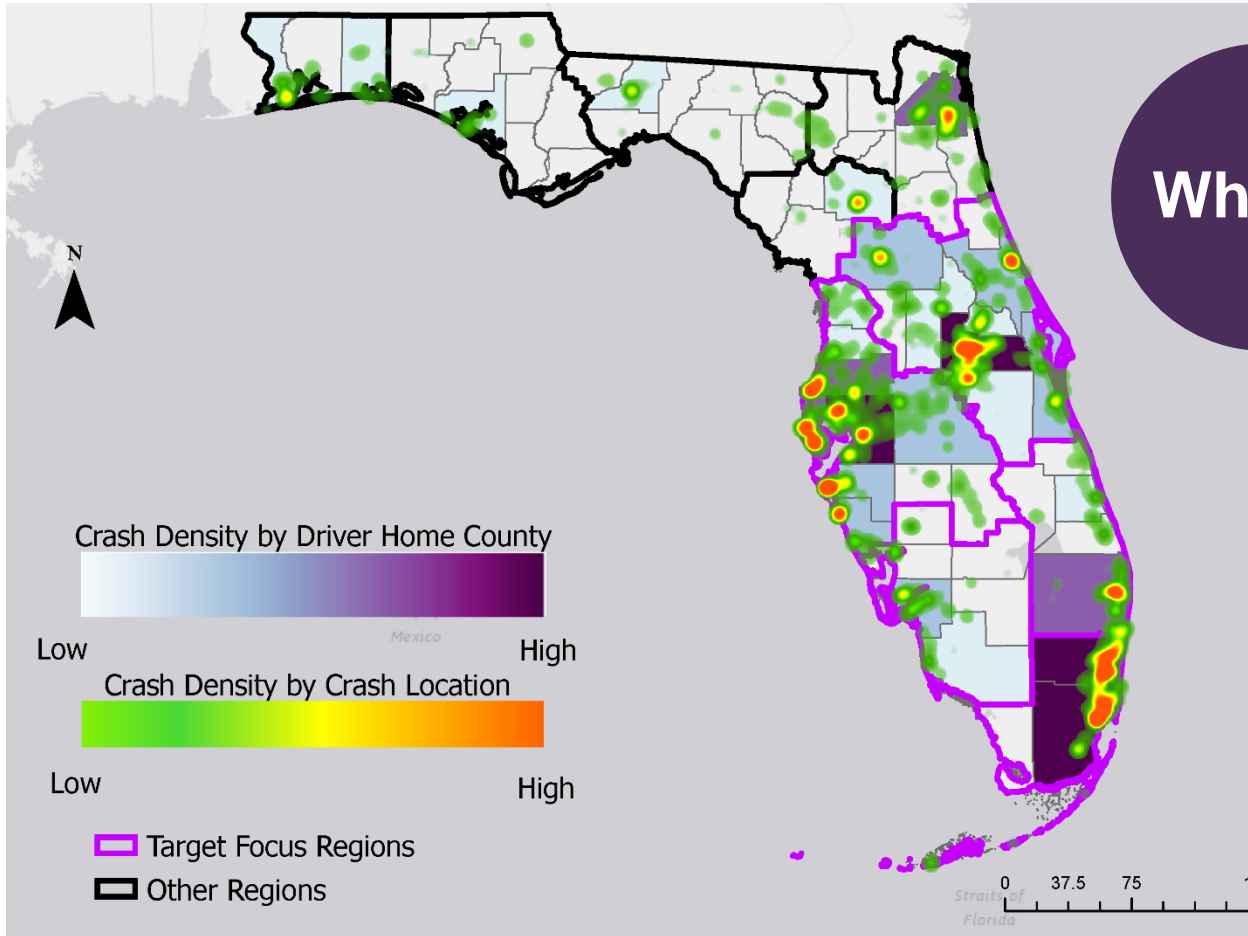 Wh
N
Crash Density by Driver Home County
Mexico
Low
High
Crash Density by Crash Location
Low
High
Target Focus Regions
Other Regions
Straits of
Florida
0 37.5 75